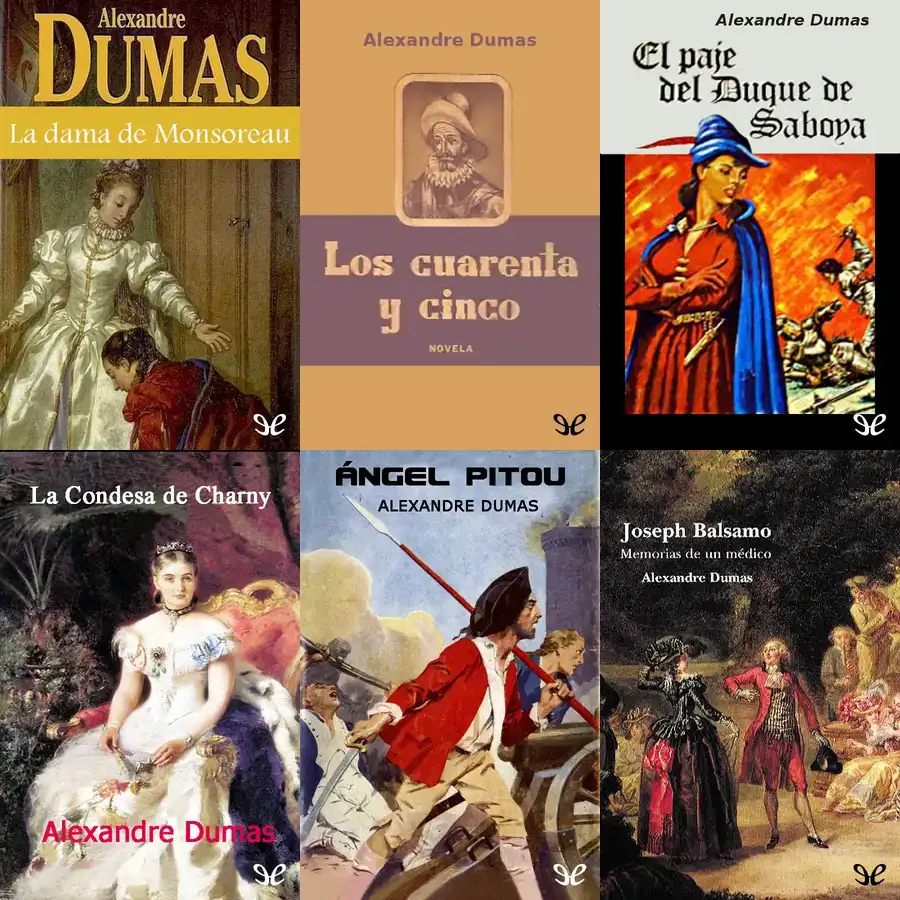 Alexandre
DUMAS
La dama de Monsoreau
Alexandre Dumas
Los cuarenta
y cinco
NOVELA
Alexandre Dumas
El paje
del Duque de
Saboya
La Condesa de Charny
Alexandre Dumas
ÁNGEL PITOU
ALEXANDRE DUMAS
Joseph Balsamo
Memorias de un médico
Alexandre Dumas